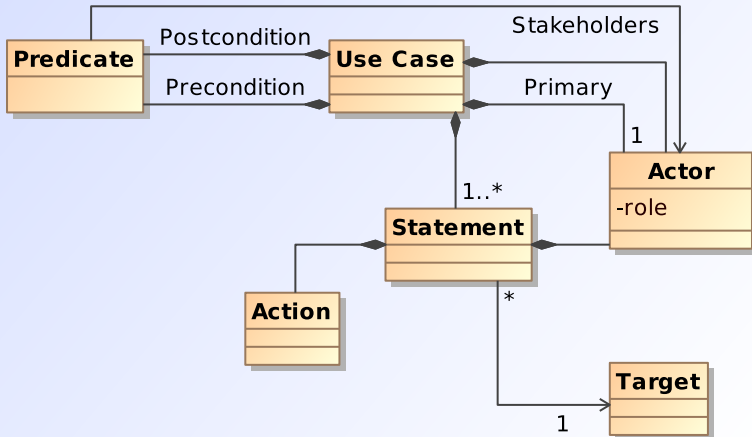 Stakeholders
Postcondition
Predicate
Use Case
Precondition
Primary
1
Actor
-role
1..*
Statement
Action
*
Target
1